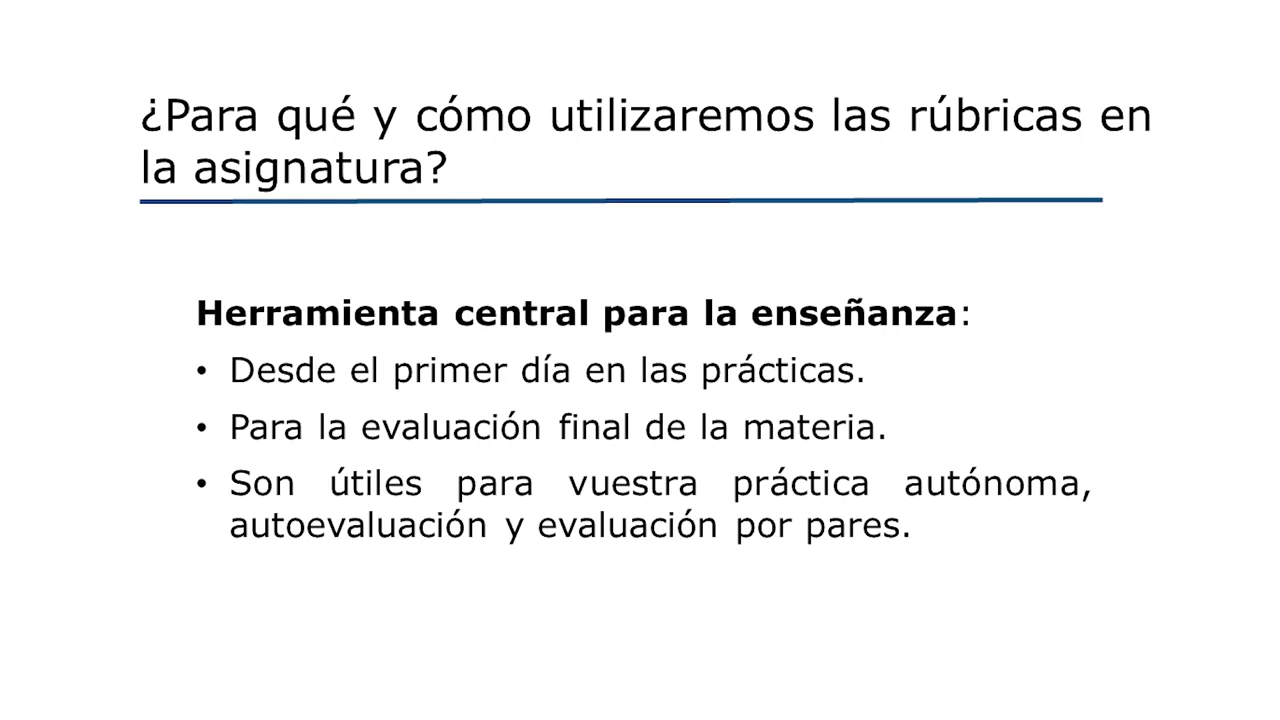 ¿Para qué y cómo utilizaremos las rúbricas en
la asignatura?
Herramienta central para la enseñanza:
• Desde el primer día en las prácticas.
• Para la evaluación final de la materia.
• Son útiles para vuestra práctica autónoma,
autoevaluación y evaluación por pares.